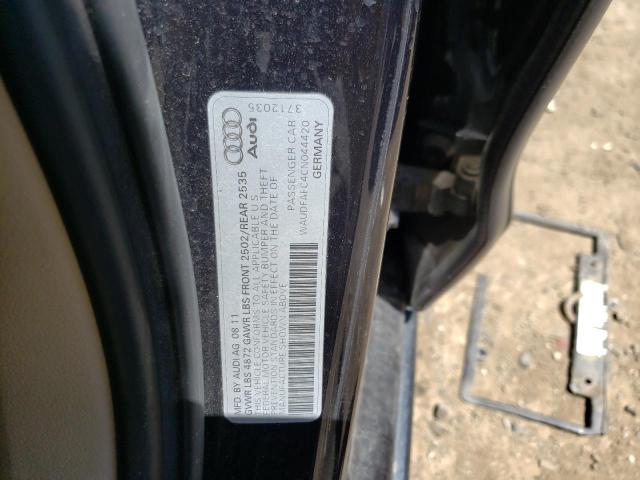 3712035
Audi
MFD. BY AUDI AG 08 11
GVWR LBS 4872 GAWR LBS FRONT 2502/REAR 2535
THIS VEHICLE CONFORMS TO ALL APPLICABLE U S
FEDERAL MOTOR VEHICLE SAFETY BUMPER AND THEFT
PREVENTION STANDARDS IN EFFECT ON THE DATE OF
MANUFACTURE SHOWN ABOVE
PASSENGER CAR
WAUDFAFC4CN044420
GERMANY